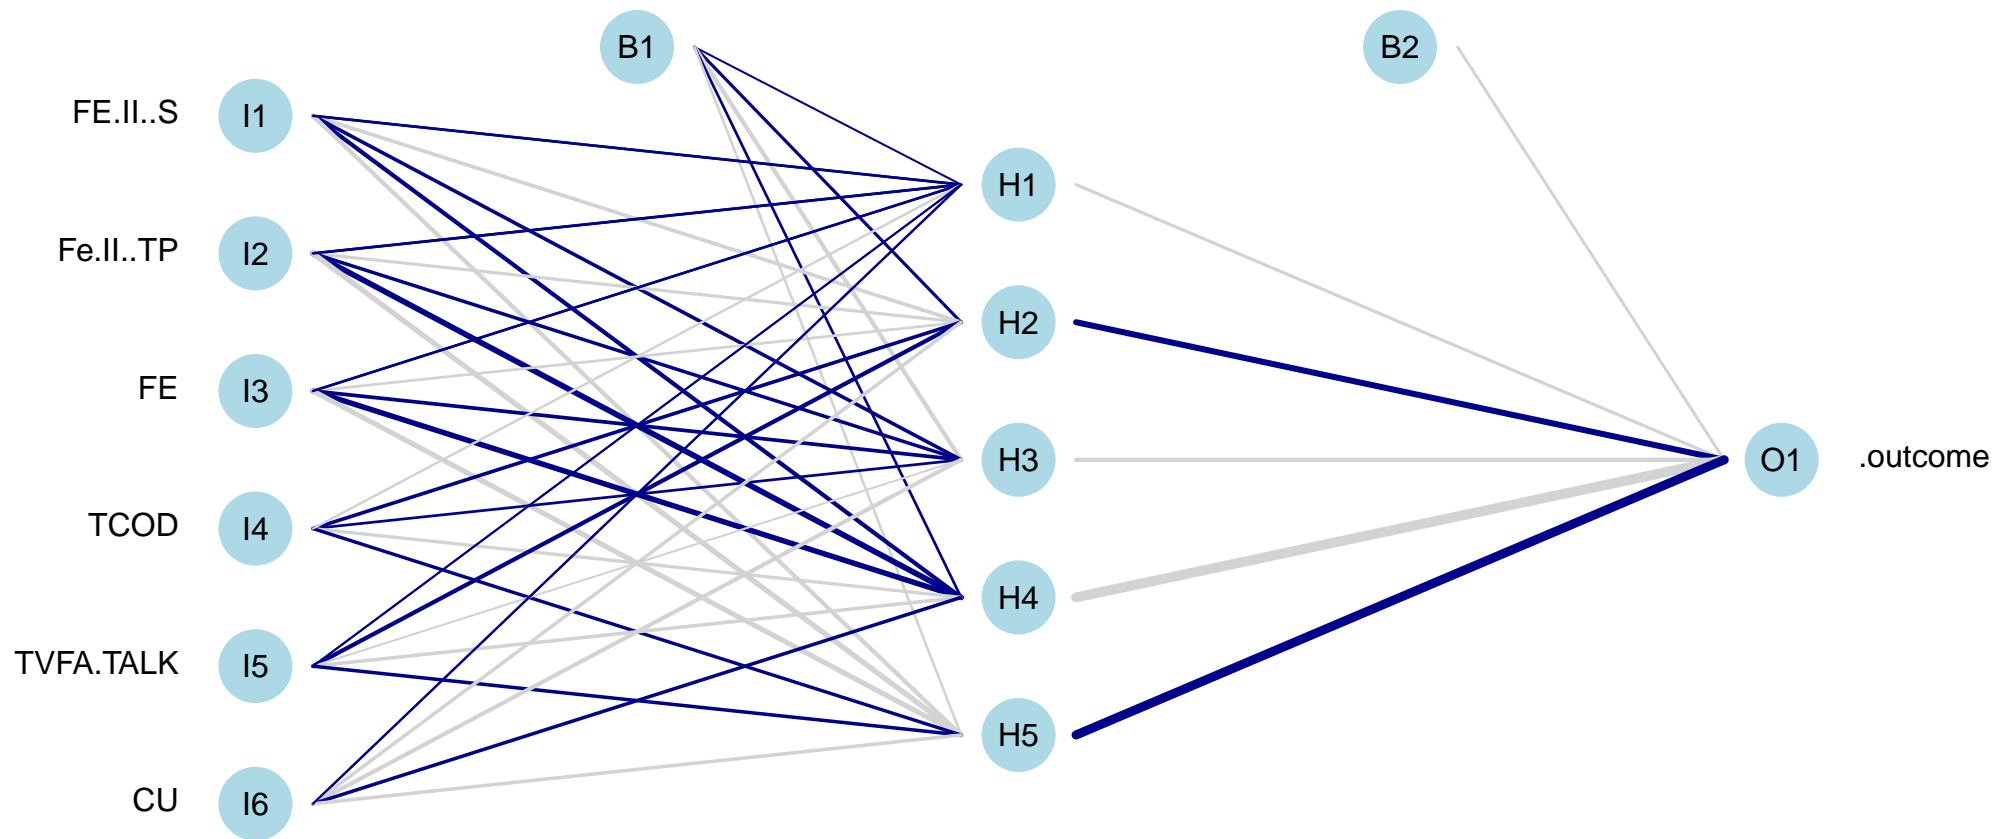 B1
B2
FE.II..S
I1
H1
Fe.II..TP
I2
H2
FE
I3
H3
O1
.outcome
TCOD
I4
H4
TVFA.TALK
I5
H5
CU
I6